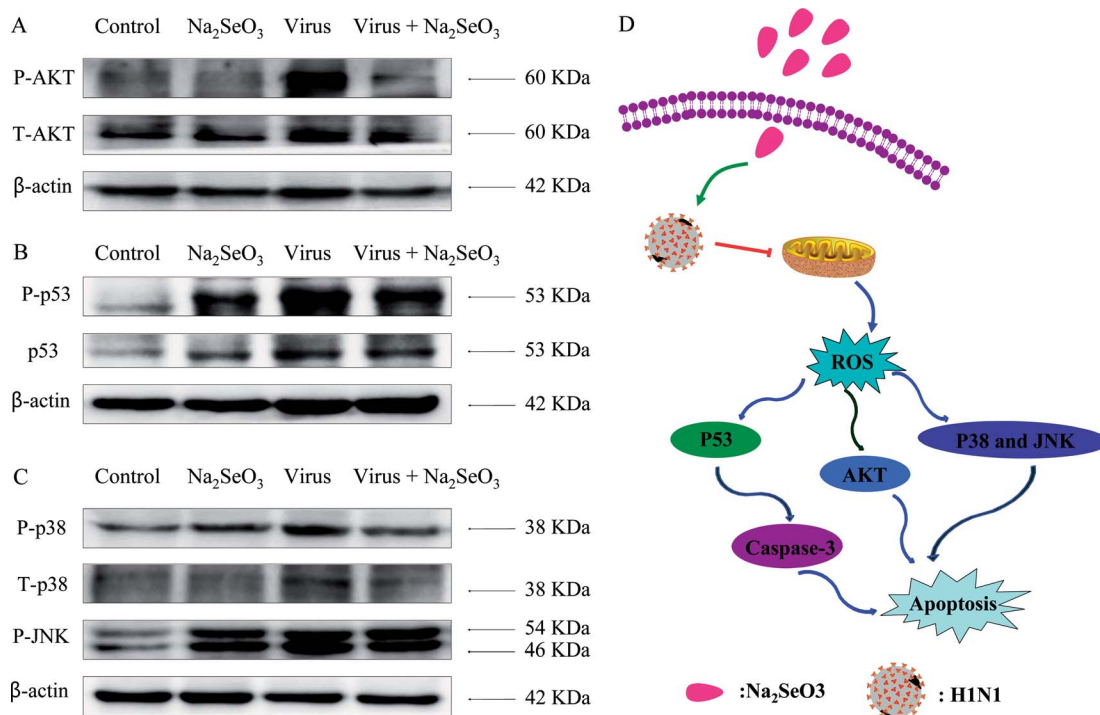 A
Control Na₂SeO₃ Virus Virus + Na₂SeO₃
P-AKT 60 KDa
T-AKT 60 KDa
β-actin 42 KDa
B
Control Na₂SeO₃ Virus Virus + Na₂SeO₃
P-p53 53 KDa
p53 53 KDa
β-actin 42 KDa
C
Control Na₂SeO₃ Virus Virus + Na₂SeO₃
P-p38 38 KDa
T-p38 38 KDa
P-JNK 54 KDa
46 KDa
β-actin 42 KDa
D
ROS
P53
AKT
P38 and JNK
Caspase-3
Apoptosis
:Na₂SeO3
: H1N1